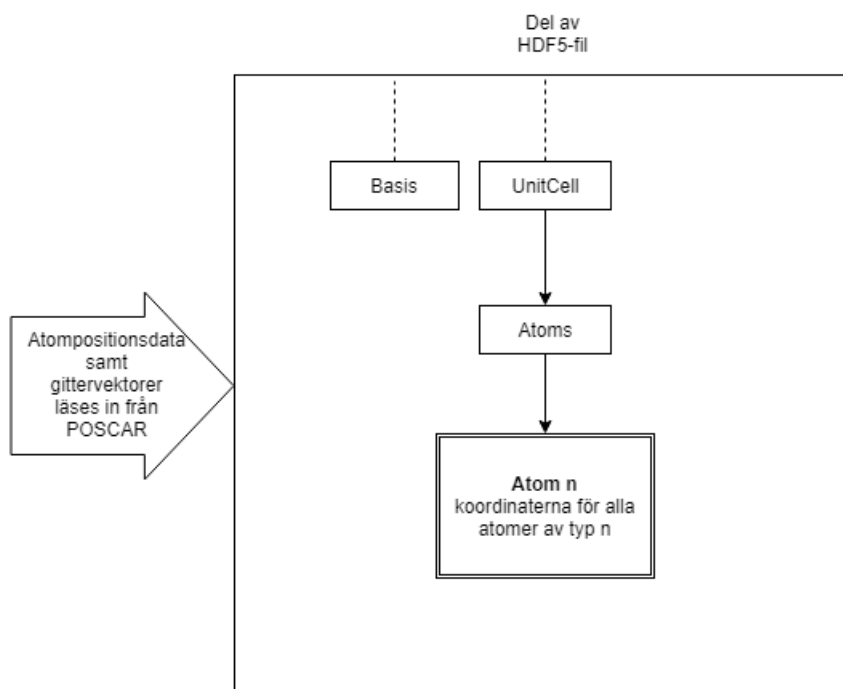 Del av
HDF5-fil
Basis
UnitCell
Atompositionsdata
samt
gittervektorer
läses in från
POSCAR
Atoms
Atom n
koordinaterna för alla
atomer av typ n